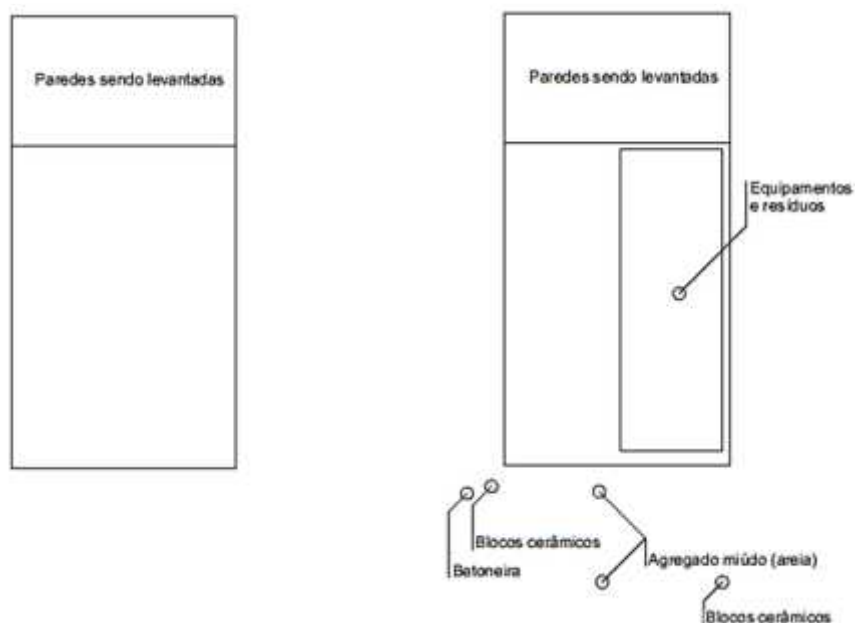 Paredes sendo levantadas
Paredes sendo levantadas
Equipamentos
e resíduos
Blocos cerâmicos
Betoneira
Agregado miúdo (areia)
Blocos cerâmicos